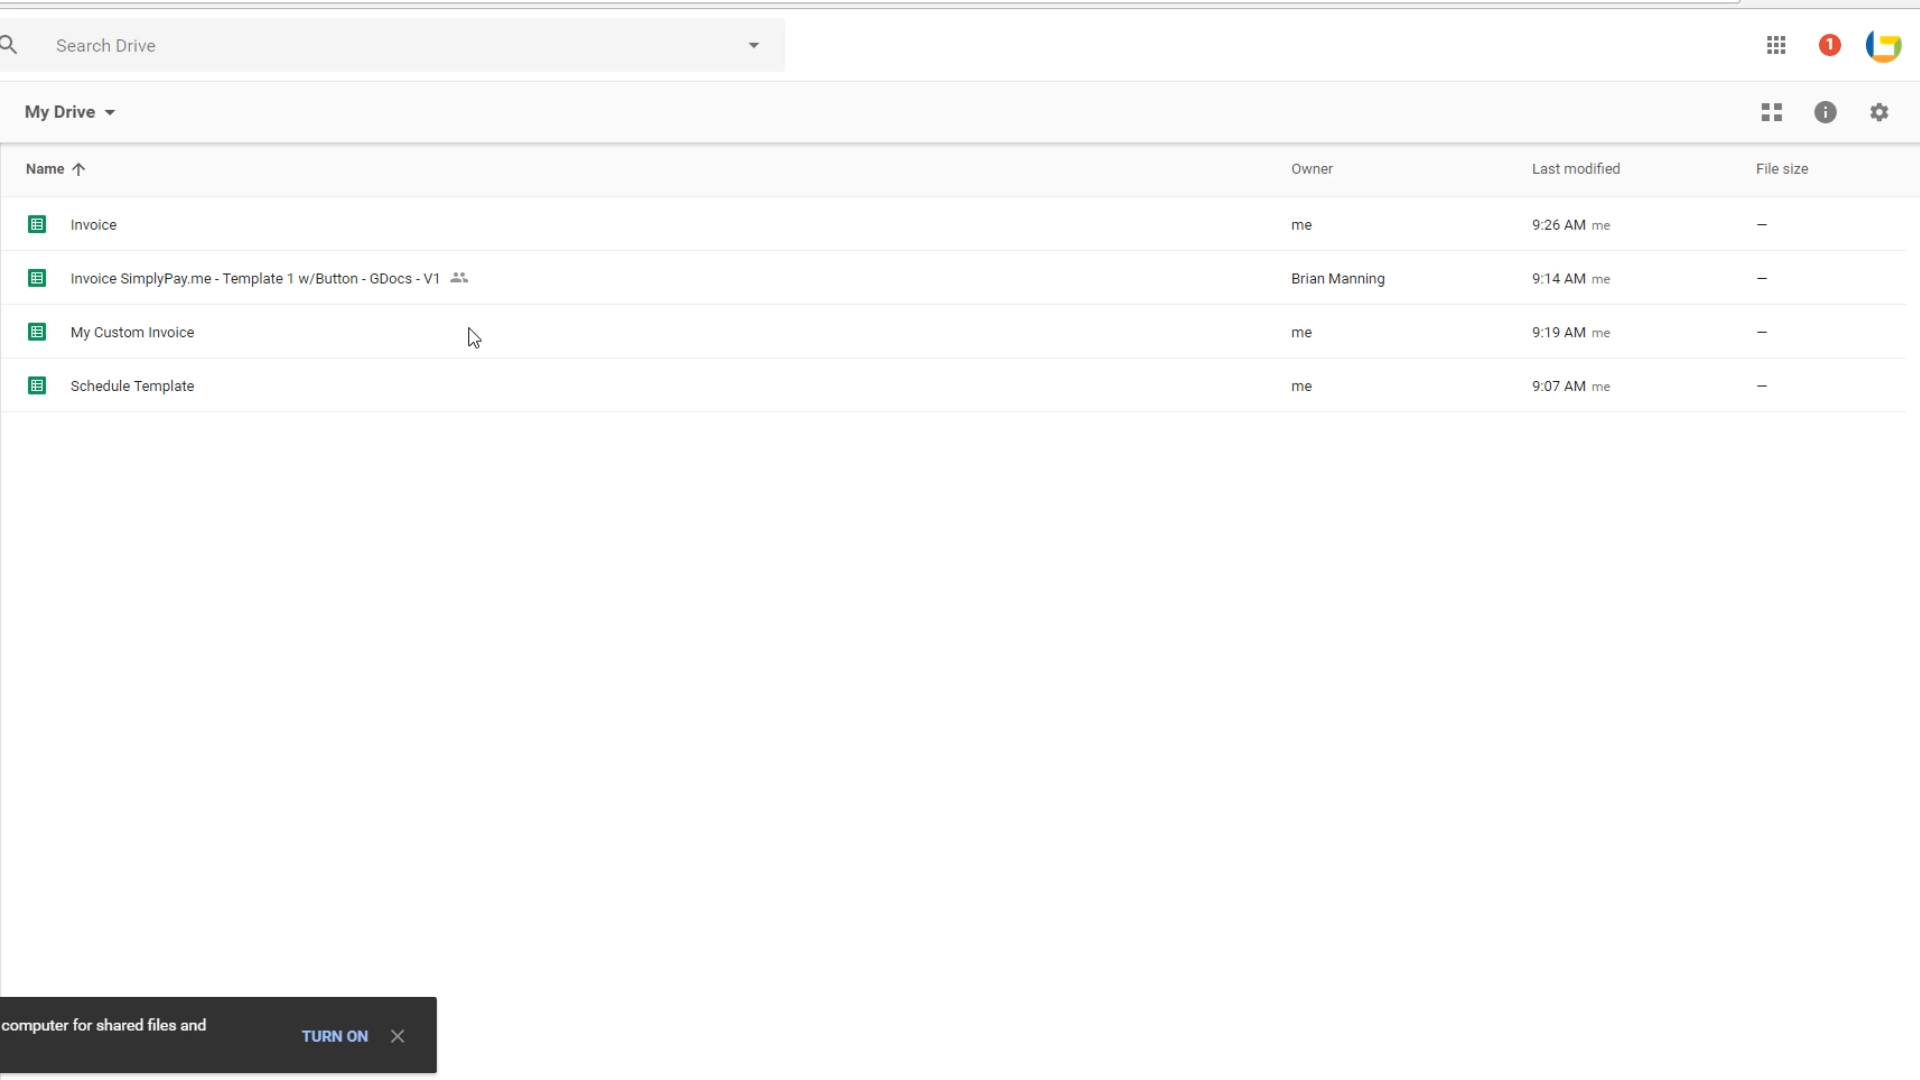 Search Drive
1
My Drive
Name Owner Last modified File size
Invoice me 9:26 AM me –
Invoice SimplyPay.me - Template 1 w/Button - GDocs - V1 Brian Manning 9:14 AM me –
My Custom Invoice me 9:19 AM me –
Schedule Template me 9:07 AM me –
computer for shared files and
TURN ON